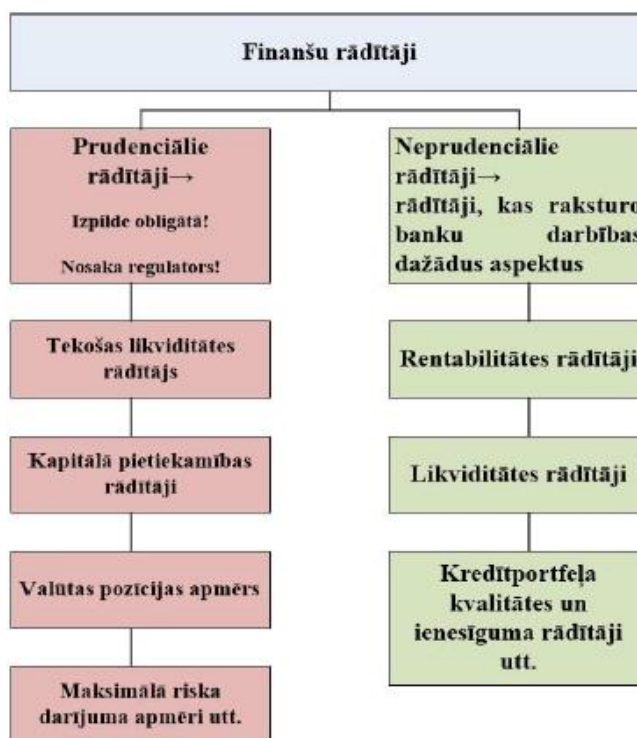 Finanšu rādītāji
Prudenciālie
rādītāji→
Izpilde obligātā!
Nosaka regulators!
Tekošas likviditātes
rādītājs
Kapitālā pietiekamības
rādītāji
Valūtas pozīcijas apmērs
Maksimālā riska
darījuma apmēri utt.
Neprudenciālie
rādītāji→
rādītāji, kas raksturo
banku darbības
dažādus aspektus
Rentabilitātes rādītāji
Likviditātes rādītāji
Kredītportfeļa
kvalitātes un
ienesīguma rādītāji
utt.